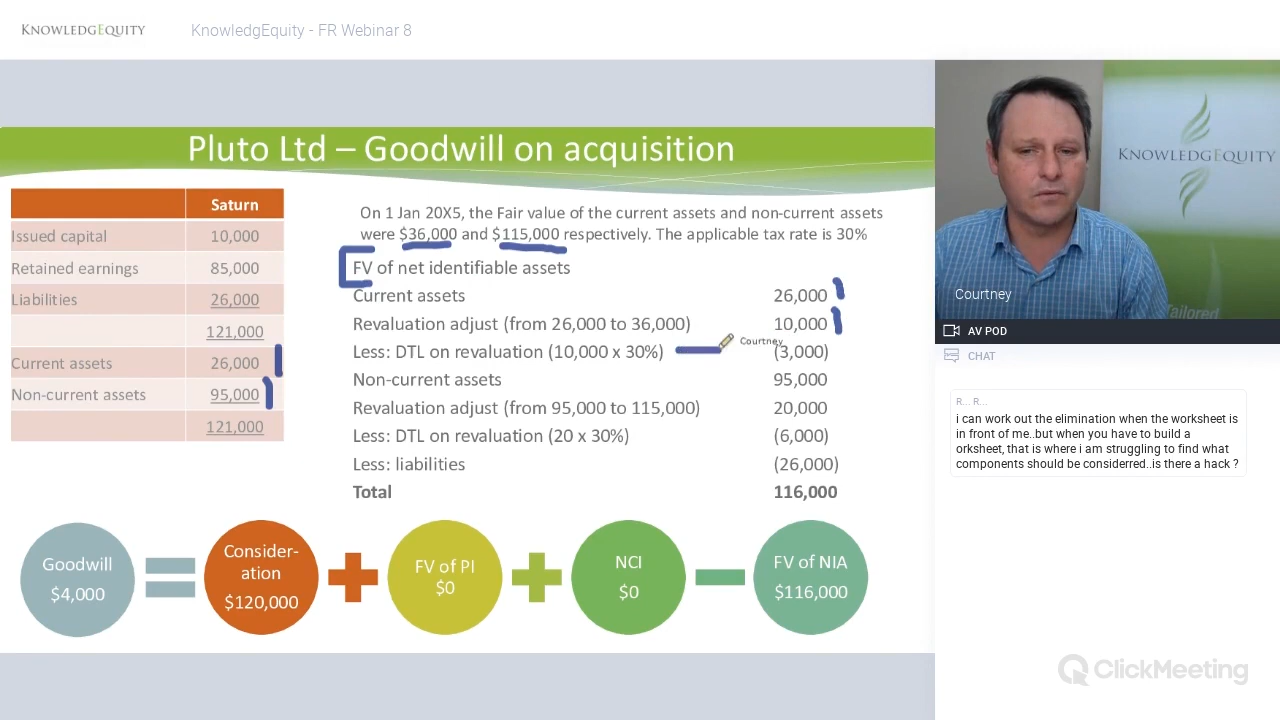 KNOWLEDGEQUITY
KnowledgEquity - FR Webinar 8
Pluto Ltd – Goodwill on acquisition
Saturn
Issued capital 10,000
Retained earnings 85,000
Liabilities 26,000
121,000
Current assets 26,000
Non-current assets 95,000
121,000
On 1 Jan 20X5, the Fair value of the current assets and non-current assets
were $36,000 and $115,000 respectively. The applicable tax rate is 30%
FV of net identifiable assets
Current assets 26,000
Revaluation adjust (from 26,000 to 36,000) 10,000
Less: DTL on revaluation (10,000 x 30%) (3,000)
Courtney
Non-current assets 95,000
Revaluation adjust (from 95,000 to 115,000) 20,000
Less: DTL on revaluation (20 x 30%) (6,000)
Less: liabilities (26,000)
Total 116,000
Goodwill
$4,000
Consider-
ation
$120,000
FV of PI
$0
NCI
$0
FV of NIA
$116,000
KNOWLEDGEQUITY
Tailored
Courtney
AV POD
CHAT
R... R...
i can work out the elimination when the worksheet is
in front of me..but when you have to build a
orksheet, that is where i am struggling to find what
components should be considerred..is there a hack ?
ClickMeeting